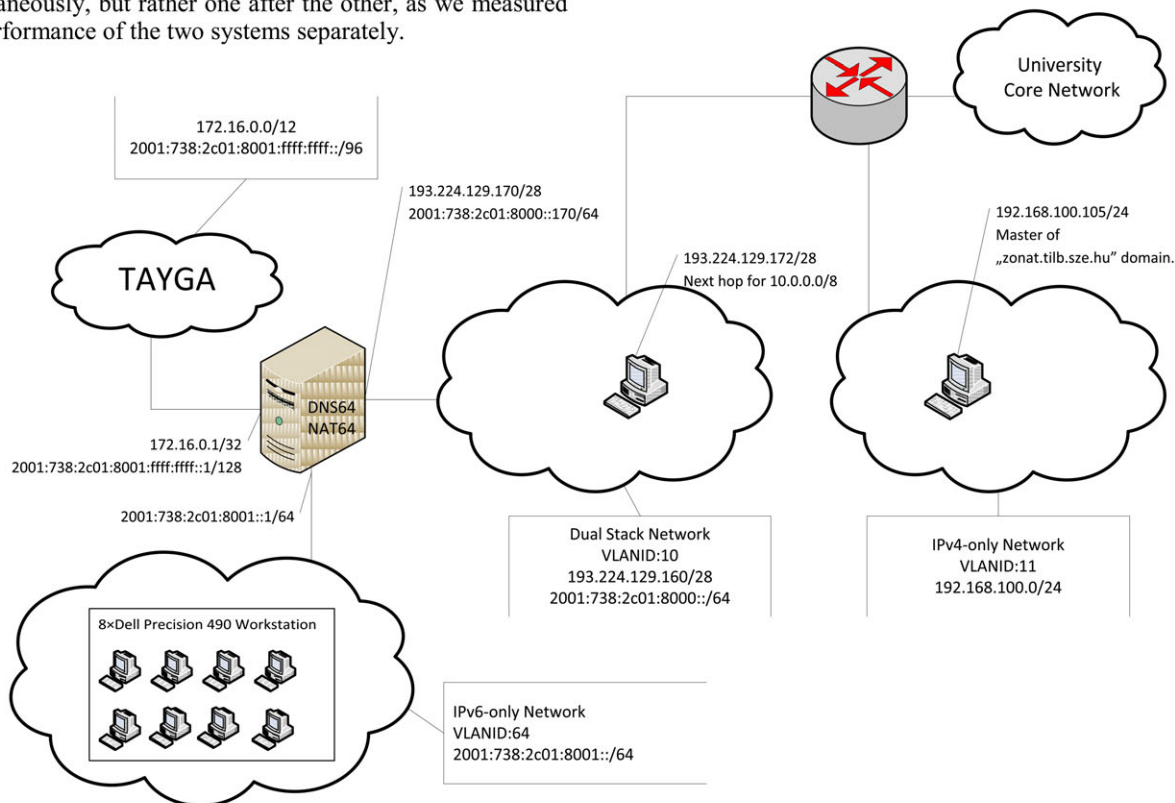 aneously, but rather one after the other, as we measured
formance of the two systems separately.
University
Core Network
172.16.0.0/12
2001:738:2c01:8001:ffff:ffff::/96
193.224.129.170/28
2001:738:2c01:8000::170/64
192.168.100.105/24
Master of
„zonat.tilb.sze.hu” domain.
193.224.129.172/28
Next hop for 10.0.0.0/8
TAYGA
DNS64
NAT64
172.16.0.1/32
2001:738:2c01:8001:ffff:ffff::1/128
2001:738:2c01:8001::1/64
Dual Stack Network
VLANID:10
193.224.129.160/28
2001:738:2c01:8000::/64
IPv4-only Network
VLANID:11
192.168.100.0/24
8×Dell Precision 490 Workstation
IPv6-only Network
VLANID:64
2001:738:2c01:8001::/64